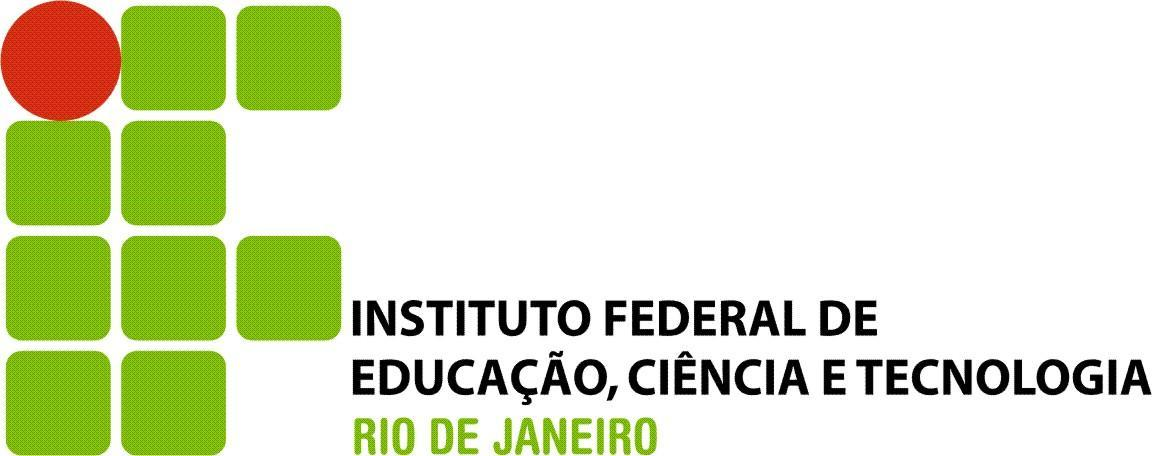 INSTITUTO FEDERAL DE
EDUCAÇÃO, CIÊNCIA E TECNOLOGIA
RIO DE JANEIRO